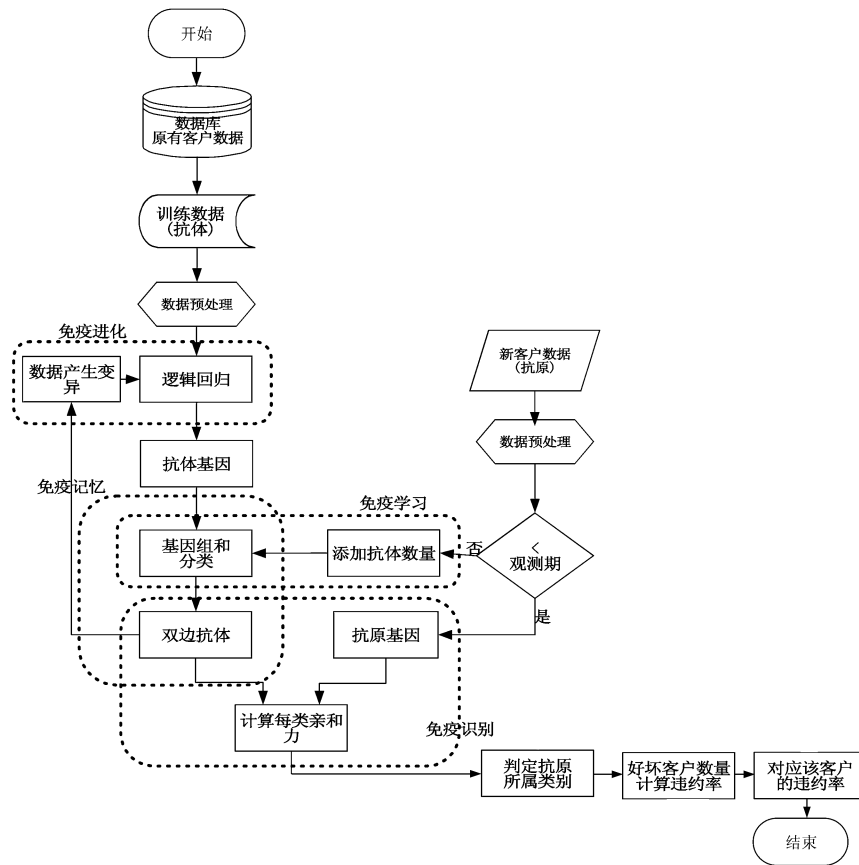 开始
数据库
原有客户数据
训练数据
(抗体)
数据预处理
免疫进化
数据产生变
异
逻辑回归
新客户数据
(抗原)
数据预处理
抗体基因
免疫记忆
免疫学习
基因组和
分类
添加抗体数量
否
<
观测期
是
双边抗体
抗原基因
计算每类亲和
力
免疫识别
判定抗原
所属类别
好坏客户数量
计算违约率
对应该客户
的违约率
结束